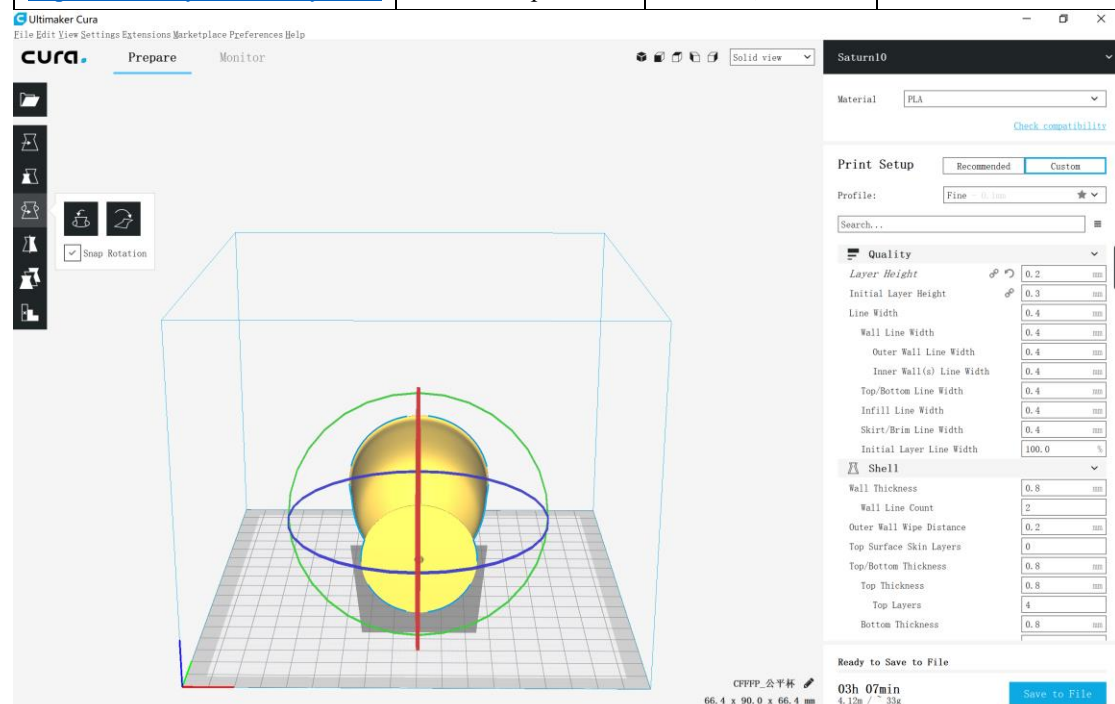 Ultimaker Cura
File Edit View Settings Extensions Marketplace Preferences Help
cura.
Prepare
Monitor
Solid view
Saturn10
Material
PLA
Check compatibility
Print Setup
Recommended
Custom
Profile:
Fine - 0.1mm
Search...
Snap Rotation
Quality
Layer Height 0.2 mm
Initial Layer Height 0.3 mm
Line Width 0.4 mm
Wall Line Width 0.4 mm
Outer Wall Line Width 0.4 mm
Inner Wall(s) Line Width 0.4 mm
Top/Bottom Line Width 0.4 mm
Infill Line Width 0.4 mm
Skirt/Brim Line Width 0.4 mm
Initial Layer Line Width 100.0 %
Shell
Wall Thickness 0.8 mm
Wall Line Count 2
Outer Wall Wipe Distance 0.2 mm
Top Surface Skin Layers 0
Top/Bottom Thickness 0.8 mm
Top Thickness 0.8 mm
Top Layers 4
Bottom Thickness 0.8 mm
Ready to Save to File
CFFFP_公平杯
66.4 x 90.0 x 66.4 mm
03h 07min
4.12m / ~ 33g
Save to File